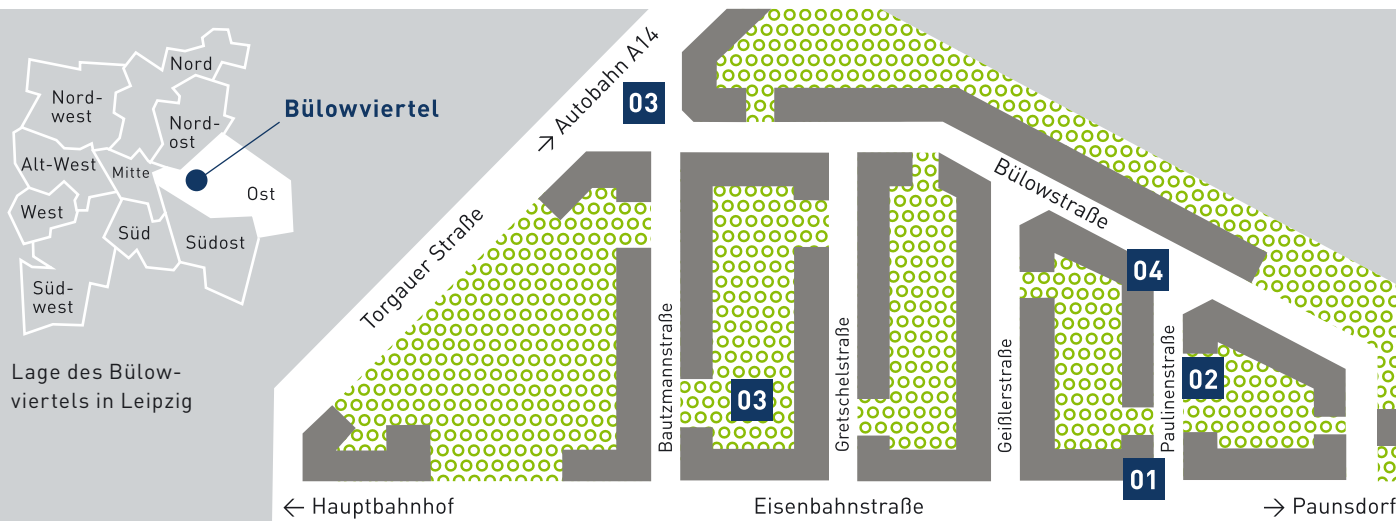 Nord
Nord-
west
Nord-
ost
Bülowviertel
Alt-West
Mitte
Ost
West
Süd
Südost
Süd-
west
Lage des Bülow-
viertels in Leipzig
→ Autobahn A14
03
Torgauer Straße
Bülowstraße
04
02
03
Bautzmannstraße
Gretschelstraße
Geißlerstraße
Paulinenstraße
01
← Hauptbahnhof
Eisenbahnstraße
→ Paunsdorf